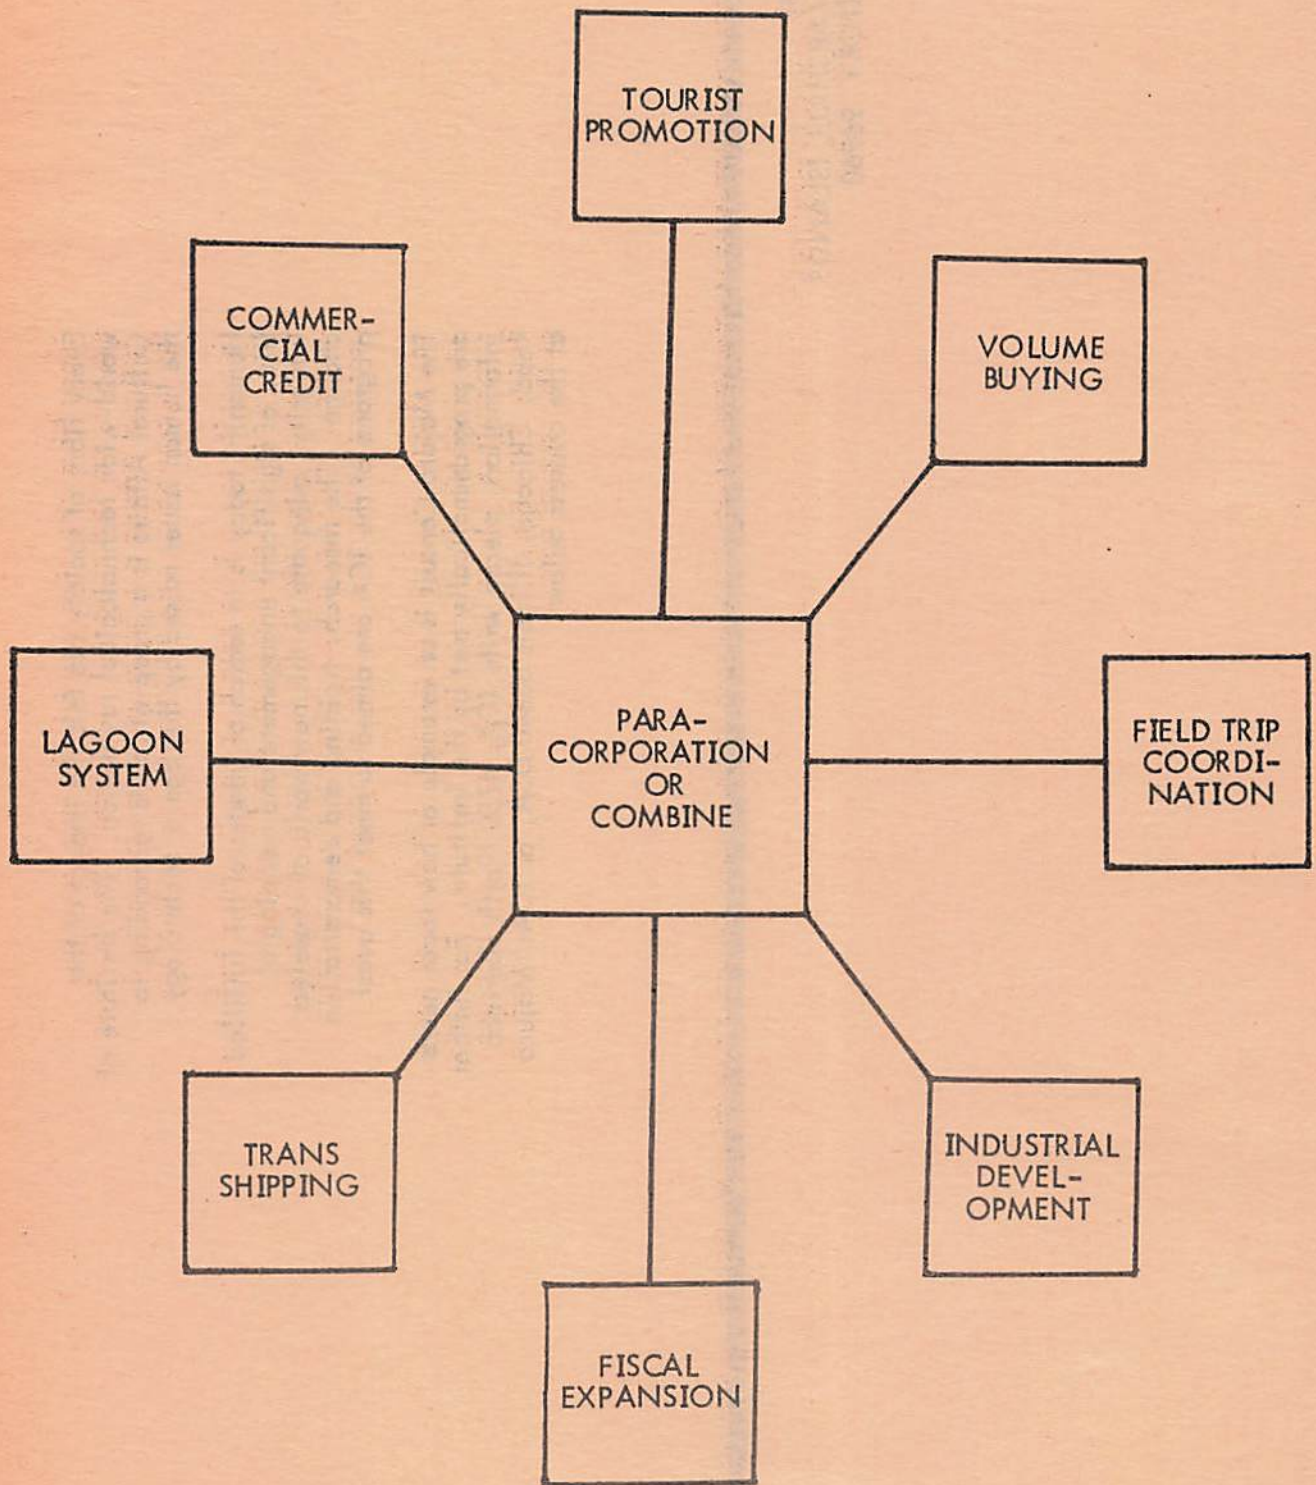 TOURIST
PROMOTION
COMMER-
CIAL
CREDIT
VOLUME
BUYING
LAGOON
SYSTEM
PARA-
CORPORATION
OR
COMBINE
FIELD TRIP
COORDI-
NATION
TRANS
SHIPPING
INDUSTRIAL
DEVEL-
OPMENT
FISCAL
EXPANSION